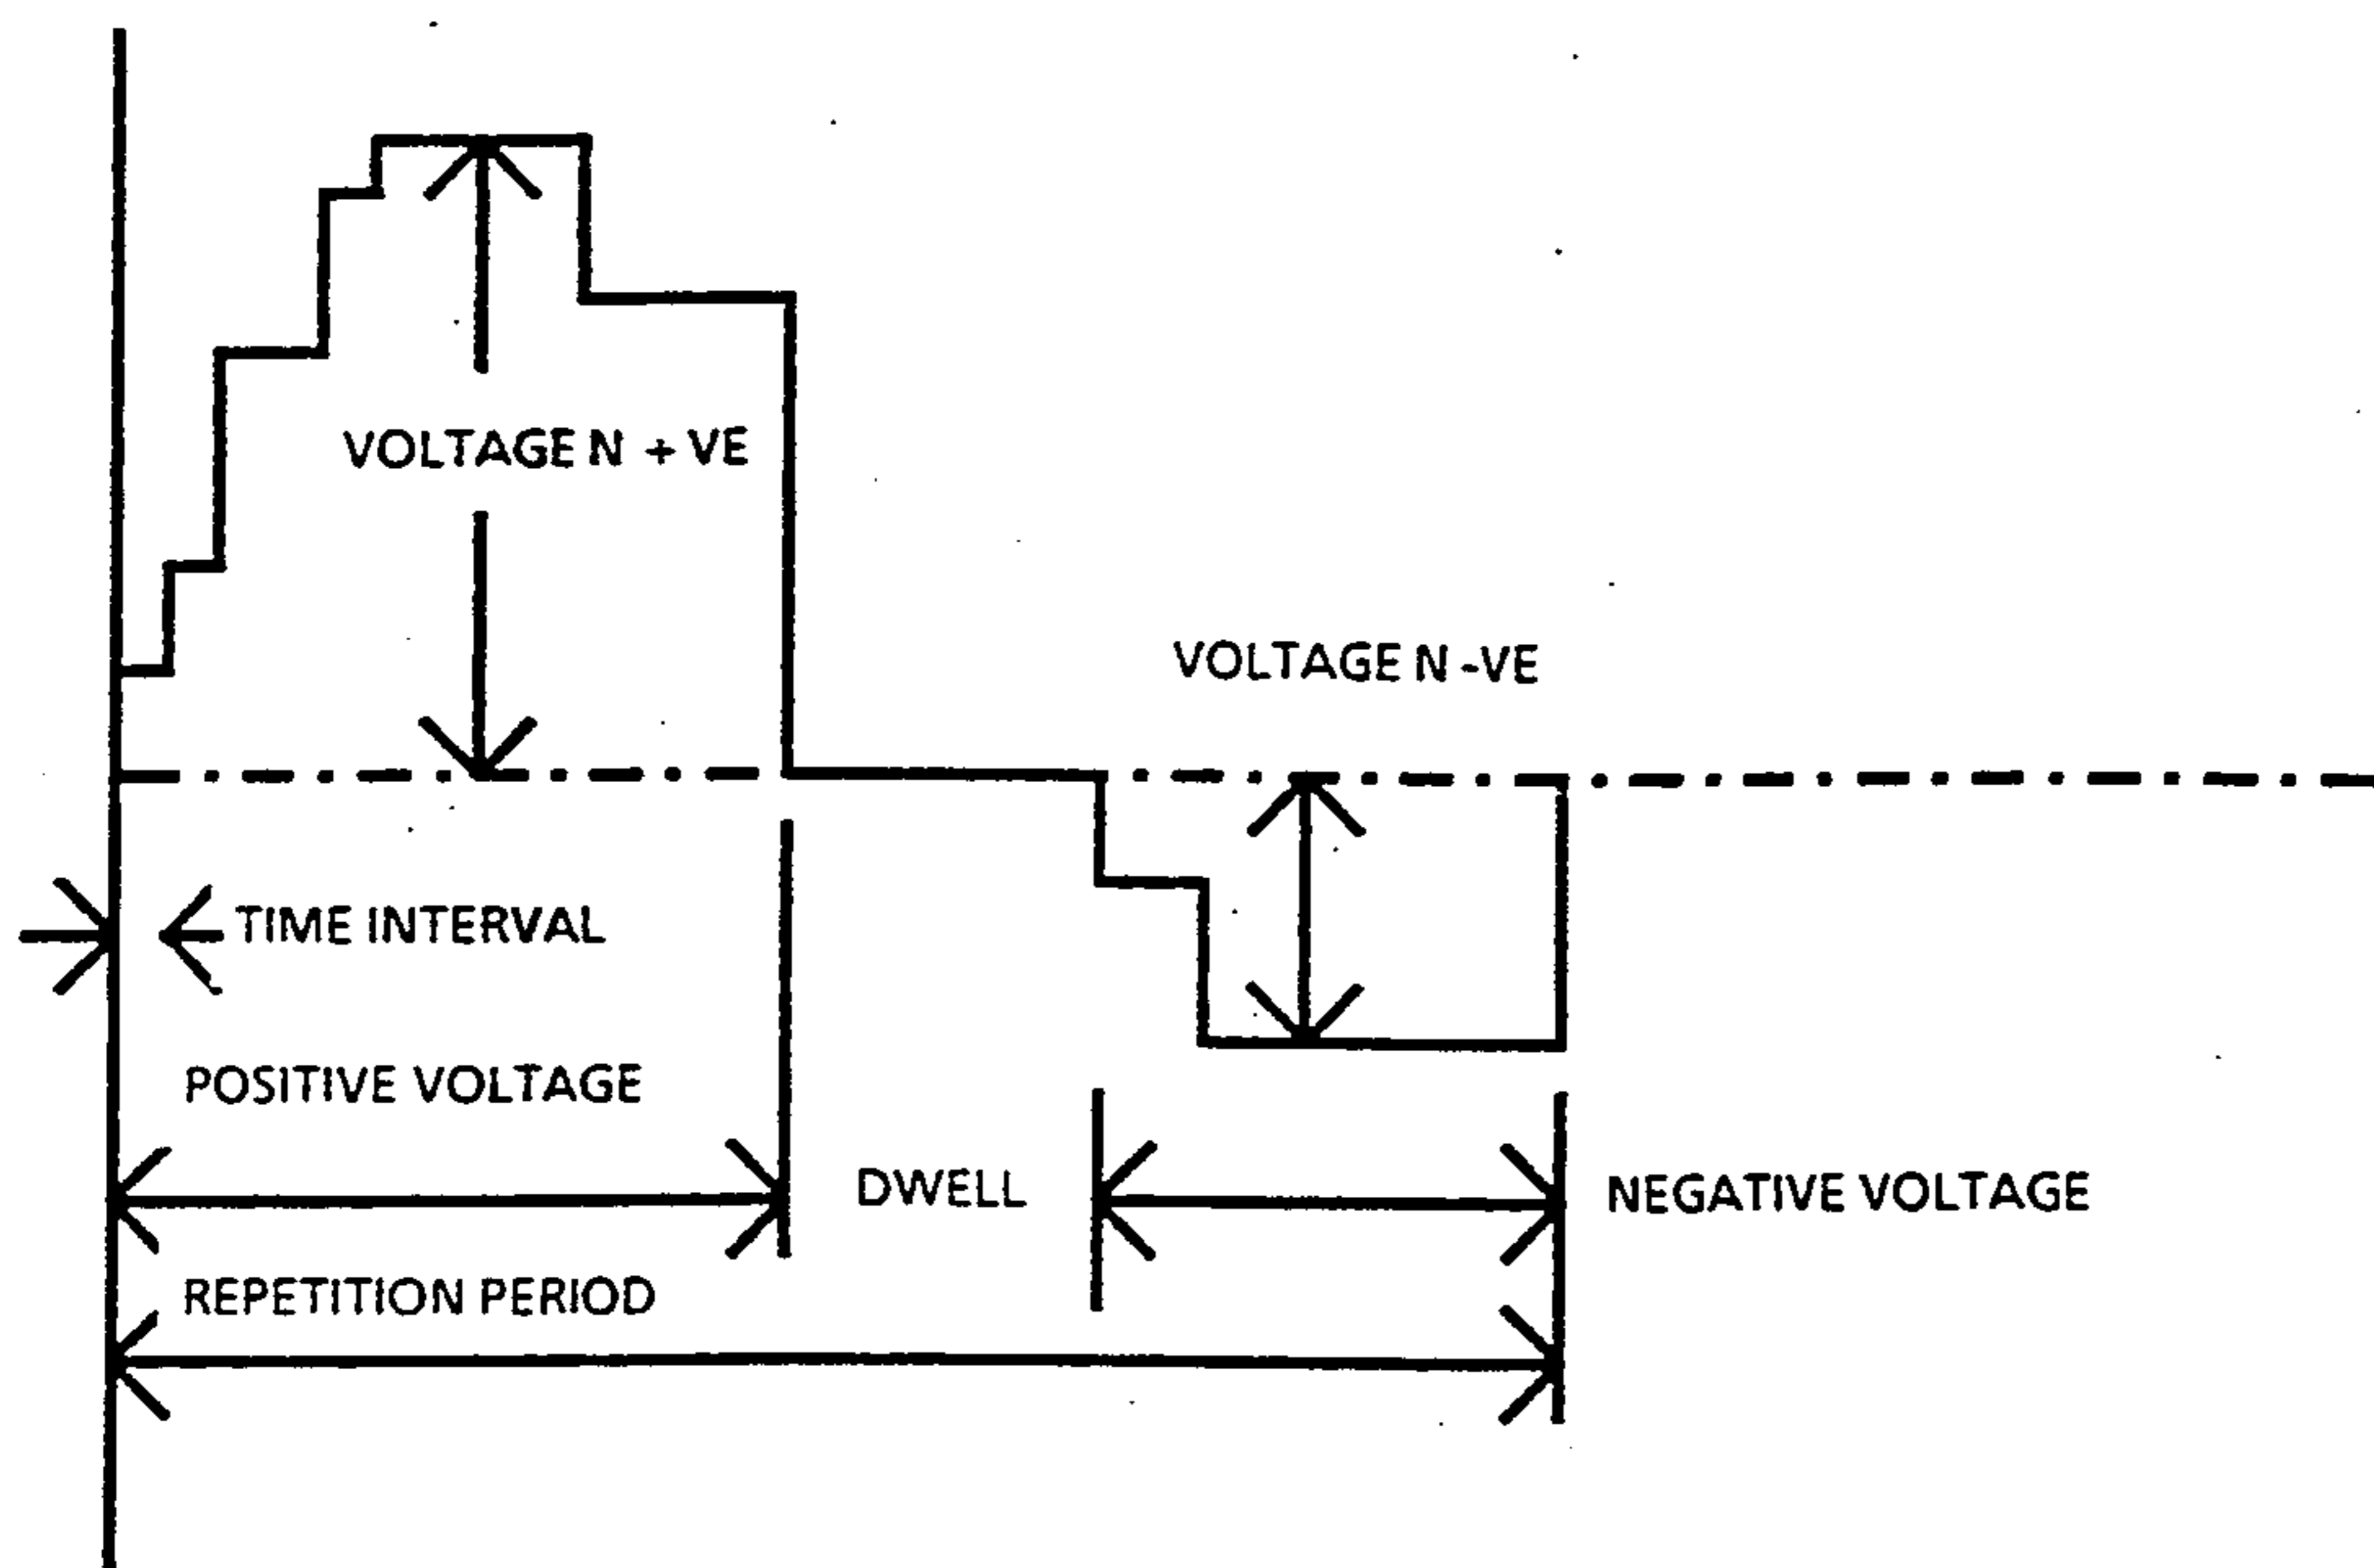 VOLTAGE N +VE
VOLTAGE N -VE
TIME INTERVAL
POSITIVE VOLTAGE
DWELL
NEGATIVE VOLTAGE
REPETITION PERIOD